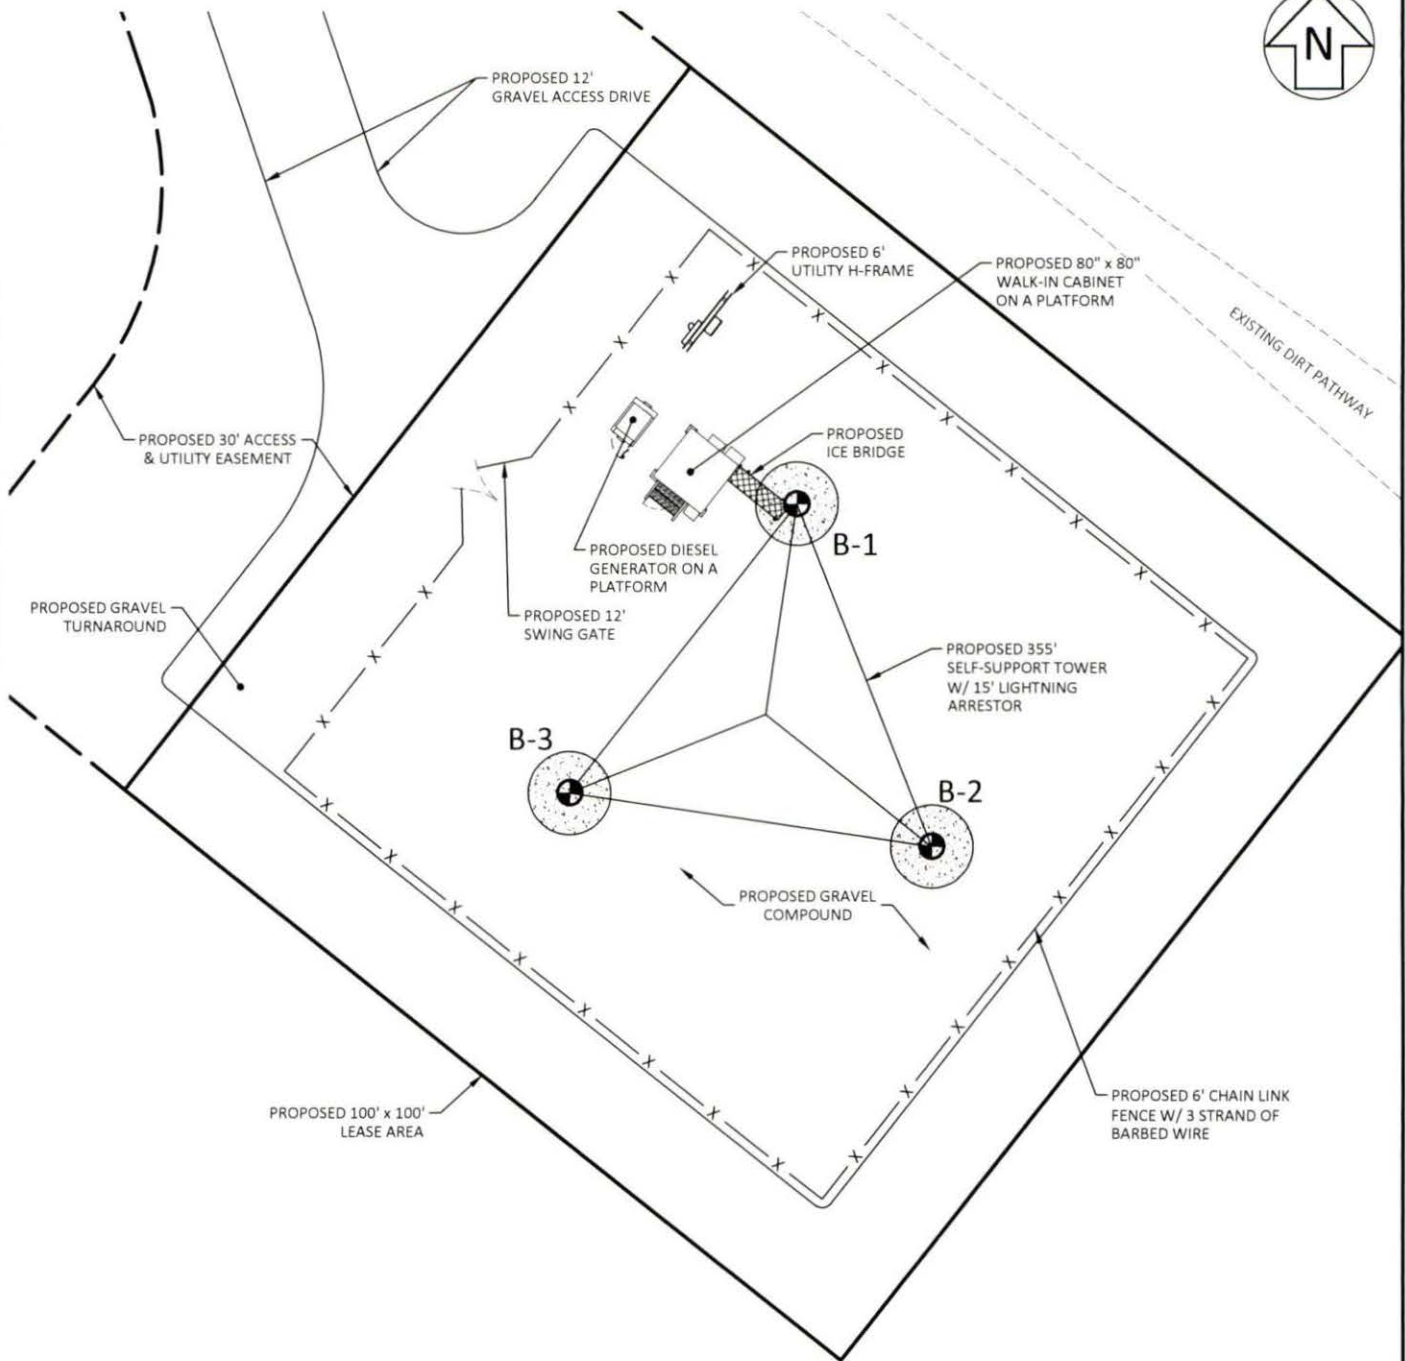 N
PROPOSED 12'
GRAVEL ACCESS DRIVE
PROPOSED 6'
UTILITY H-FRAME
PROPOSED 80" x 80"
WALK-IN CABINET
ON A PLATFORM
EXISTING DIRT PATHWAY
PROPOSED 30' ACCESS
& UTILITY EASEMENT
PROPOSED
ICE BRIDGE
B-1
PROPOSED DIESEL
GENERATOR ON A
PLATFORM
PROPOSED 12'
SWING GATE
PROPOSED GRAVEL
TURNAROUND
PROPOSED 355'
SELF-SUPPORT TOWER
W/ 15' LIGHTNING
ARRESTOR
B-3
B-2
PROPOSED GRAVEL
COMPOUND
PROPOSED 100' x 100'
LEASE AREA
PROPOSED 6' CHAIN LINK
FENCE W/ 3 STRAND OF
BARBED WIRE